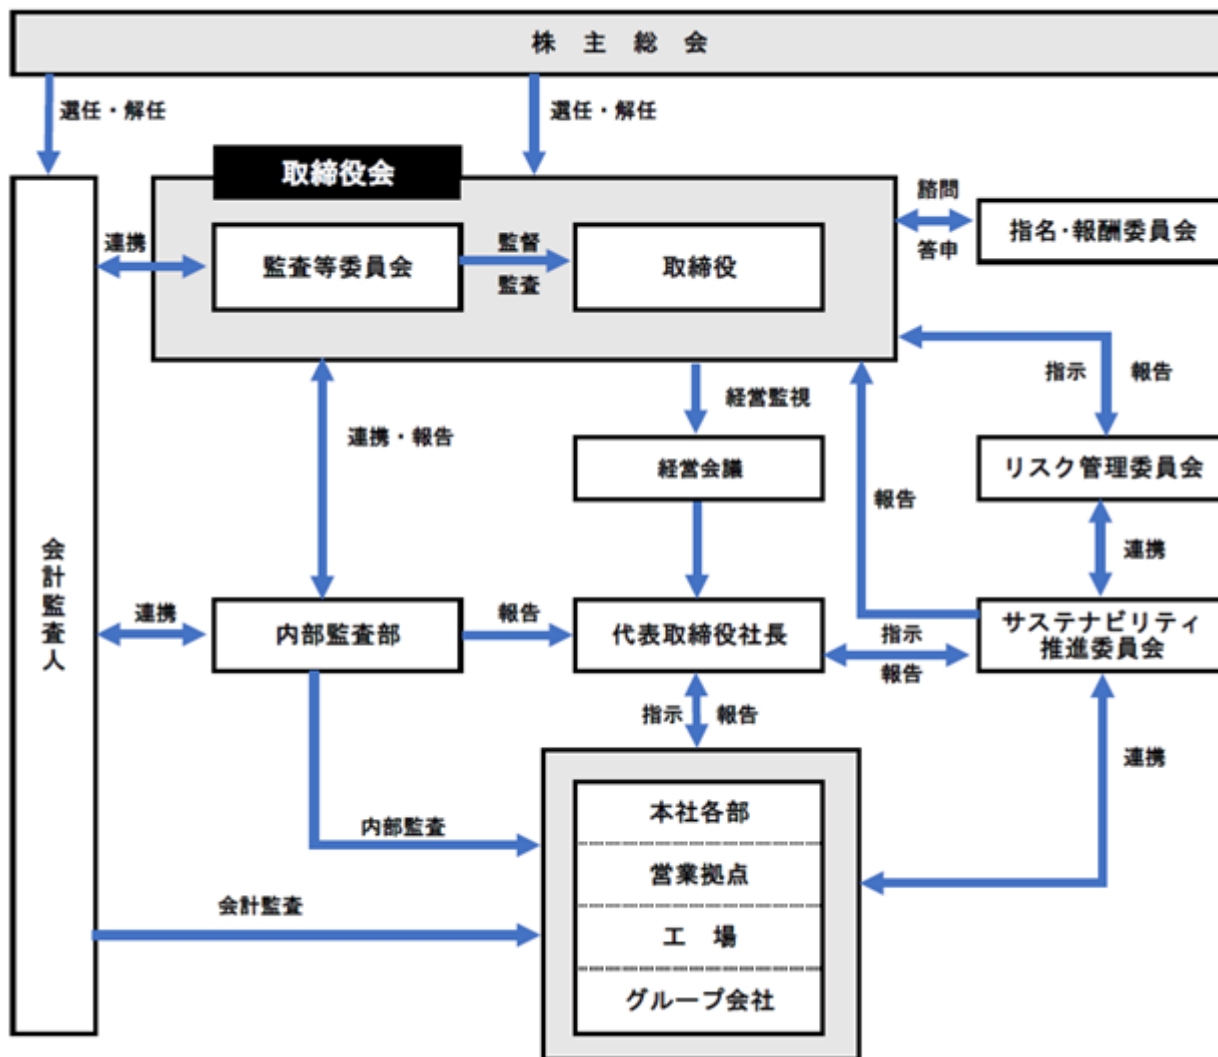 株 主 総 会
選任・解任
選任・解任
取締役会
諮問
答申
指名・報酬委員会
連携
監査等委員会
監督
監査
取締役
指示
報告
経営監視
連携・報告
経営会議
リスク管理委員会
報告
連携
会計監査人
連携
内部監査部
報告
代表取締役社長
指示
報告
サステナビリティ
推進委員会
指示
報告
連携
本社各部
内部監査
営業拠点
会計監査
工 場
グループ会社